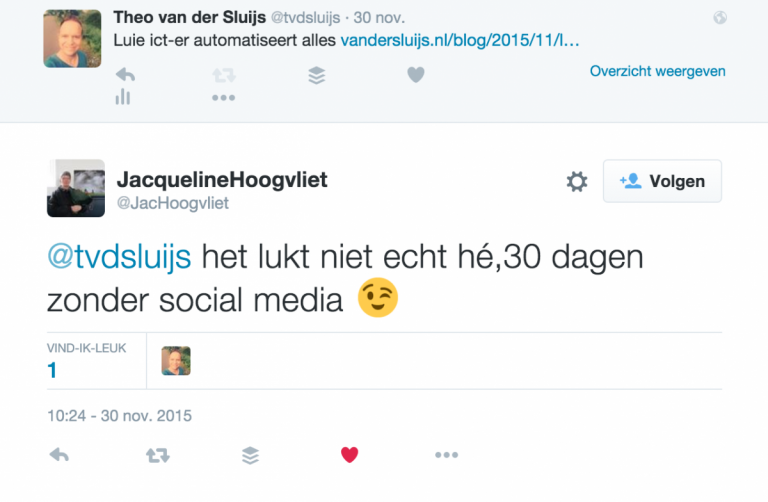 Theo van der Sluijs @tvdsluijs · 30 nov.
Luie ict-er automatiseert alles vandersluijs.nl/blog/2015/11/l…
Overzicht weergeven
JacquelineHoogvliet
@JacHoogvliet
Volgen
@tvdsluijs het lukt niet echt hé,30 dagen
zonder social media 😉
VIND-IK-LEUK
1
10:24 - 30 nov. 2015